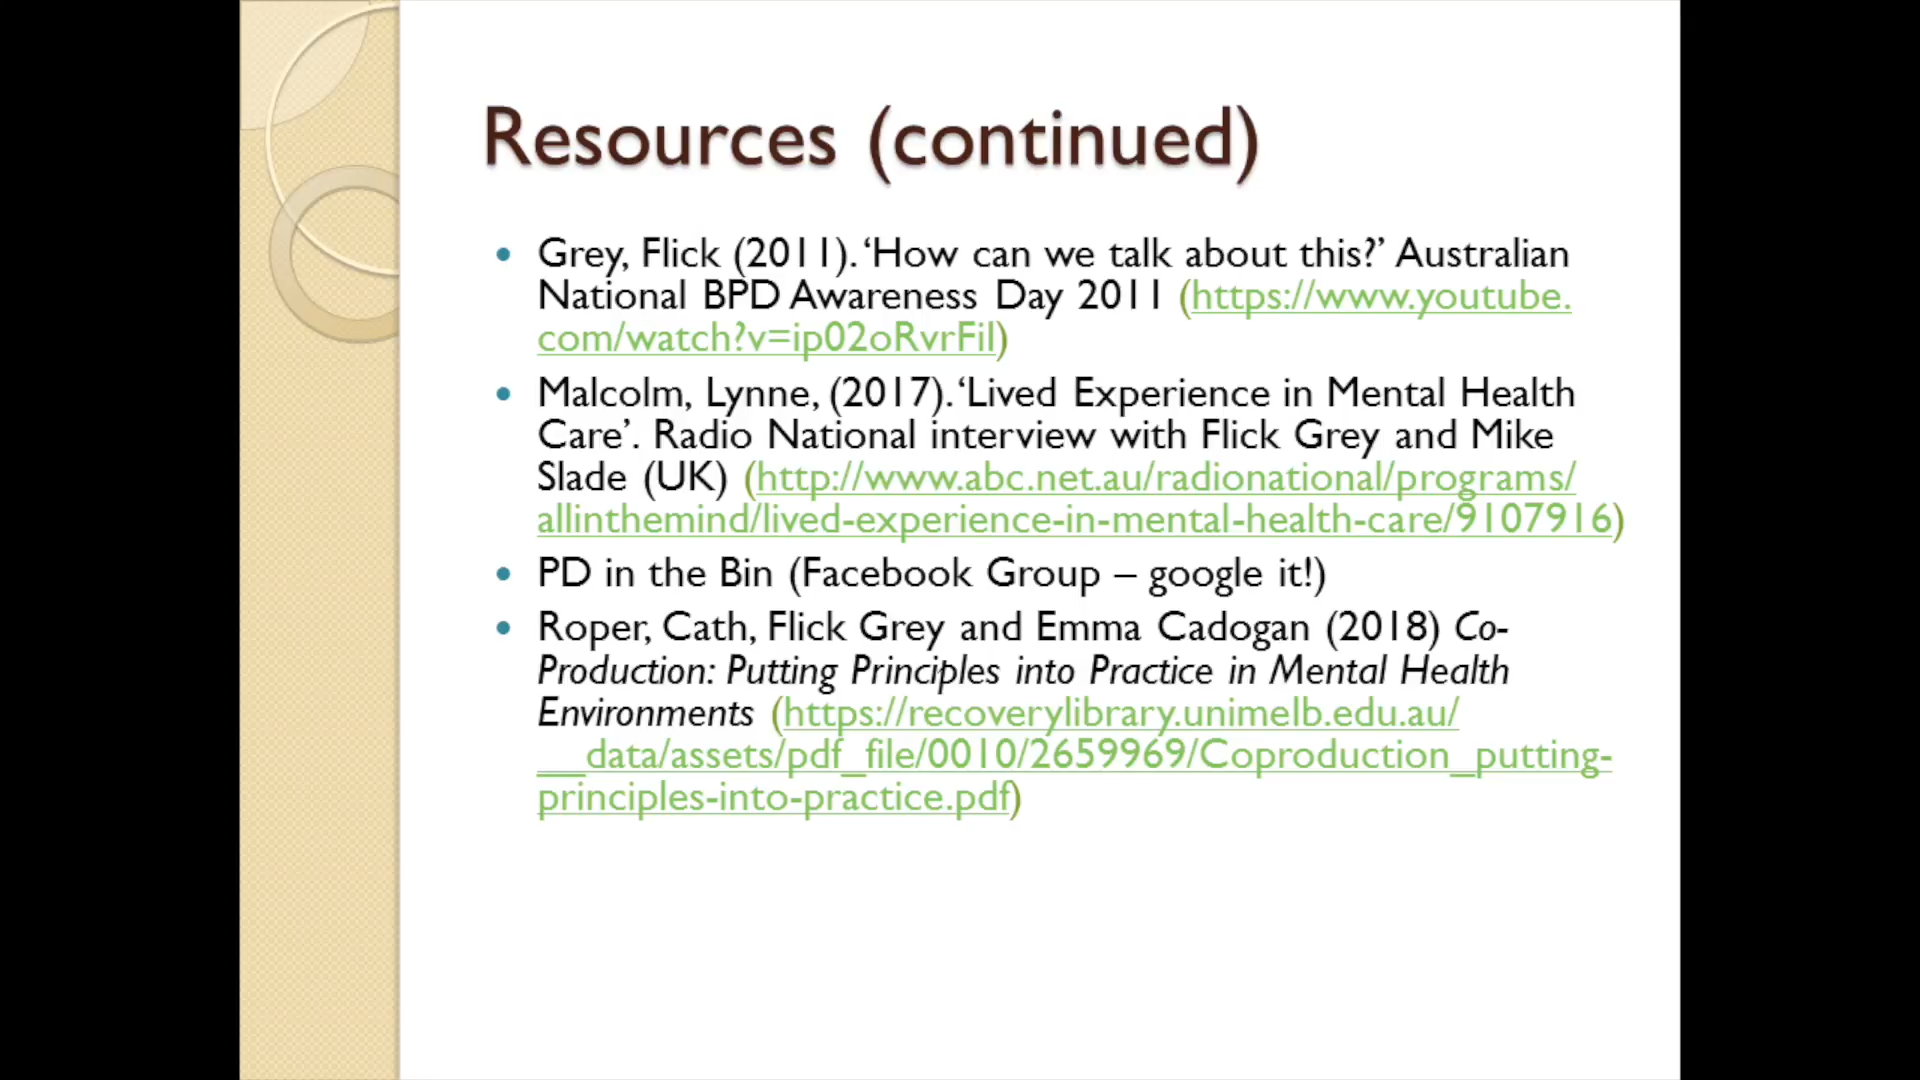 Resources (continued)
• Grey, Flick (2011). ‘How can we talk about this?’ Australian
National BPD Awareness Day 2011 (https://www.youtube.
com/watch?v=ip02oRvrFiI)
• Malcolm, Lynne, (2017). ‘Lived Experience in Mental Health
Care’. Radio National interview with Flick Grey and Mike
Slade (UK) (http://www.abc.net.au/radionational/programs/
allinthemind/lived-experience-in-mental-health-care/9107916)
• PD in the Bin (Facebook Group – google it!)
• Roper, Cath, Flick Grey and Emma Cadogan (2018) Co-
Production: Putting Principles into Practice in Mental Health
Environments (https://recoverylibrary.unimelb.edu.au/
__data/assets/pdf_file/0010/2659969/Coproduction_putting-
principles-into-practice.pdf)